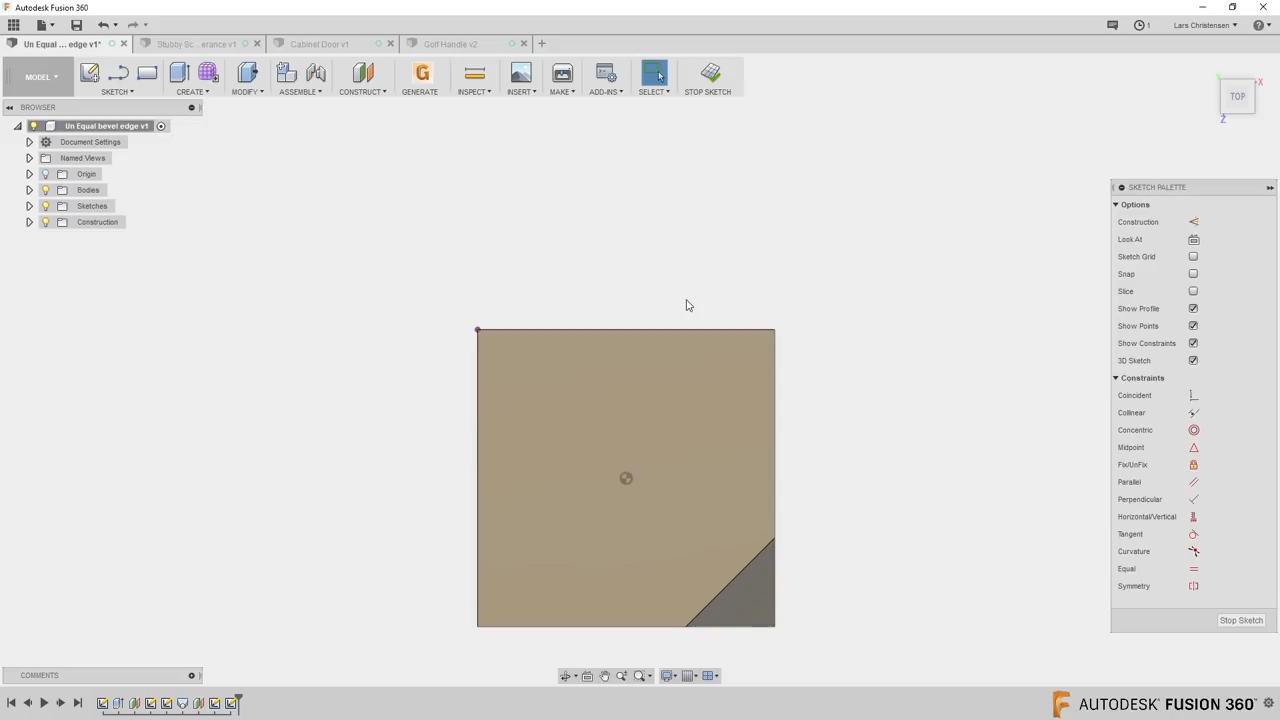 Autodesk Fusion 360
1
Lars Christensen
Un Equal ... edge v1*
Stubby Sc...erance v1
Cabinet Door v1
Golf Handle v2
MODEL
SKETCH
CREATE
MODIFY
ASSEMBLE
CONSTRUCT
GENERATE
INSPECT
INSERT
MAKE
ADD-INS
SELECT
STOP SKETCH
BROWSER
X
TOP
Z
Un Equal bevel edge v1
Document Settings
Named Views
Origin
Bodies
Sketches
Construction
SKETCH PALETTE
Options
Construction
Look At
Sketch Grid
Snap
Slice
Show Profile
Show Points
Show Constraints
3D Sketch
Constraints
Coincident
Collinear
Concentric
Midpoint
Fix/UnFix
Parallel
Perpendicular
Horizontal/Vertical
Tangent
Curvature
Equal
Symmetry
Stop Sketch
COMMENTS
AUTODESK® FUSION 360™